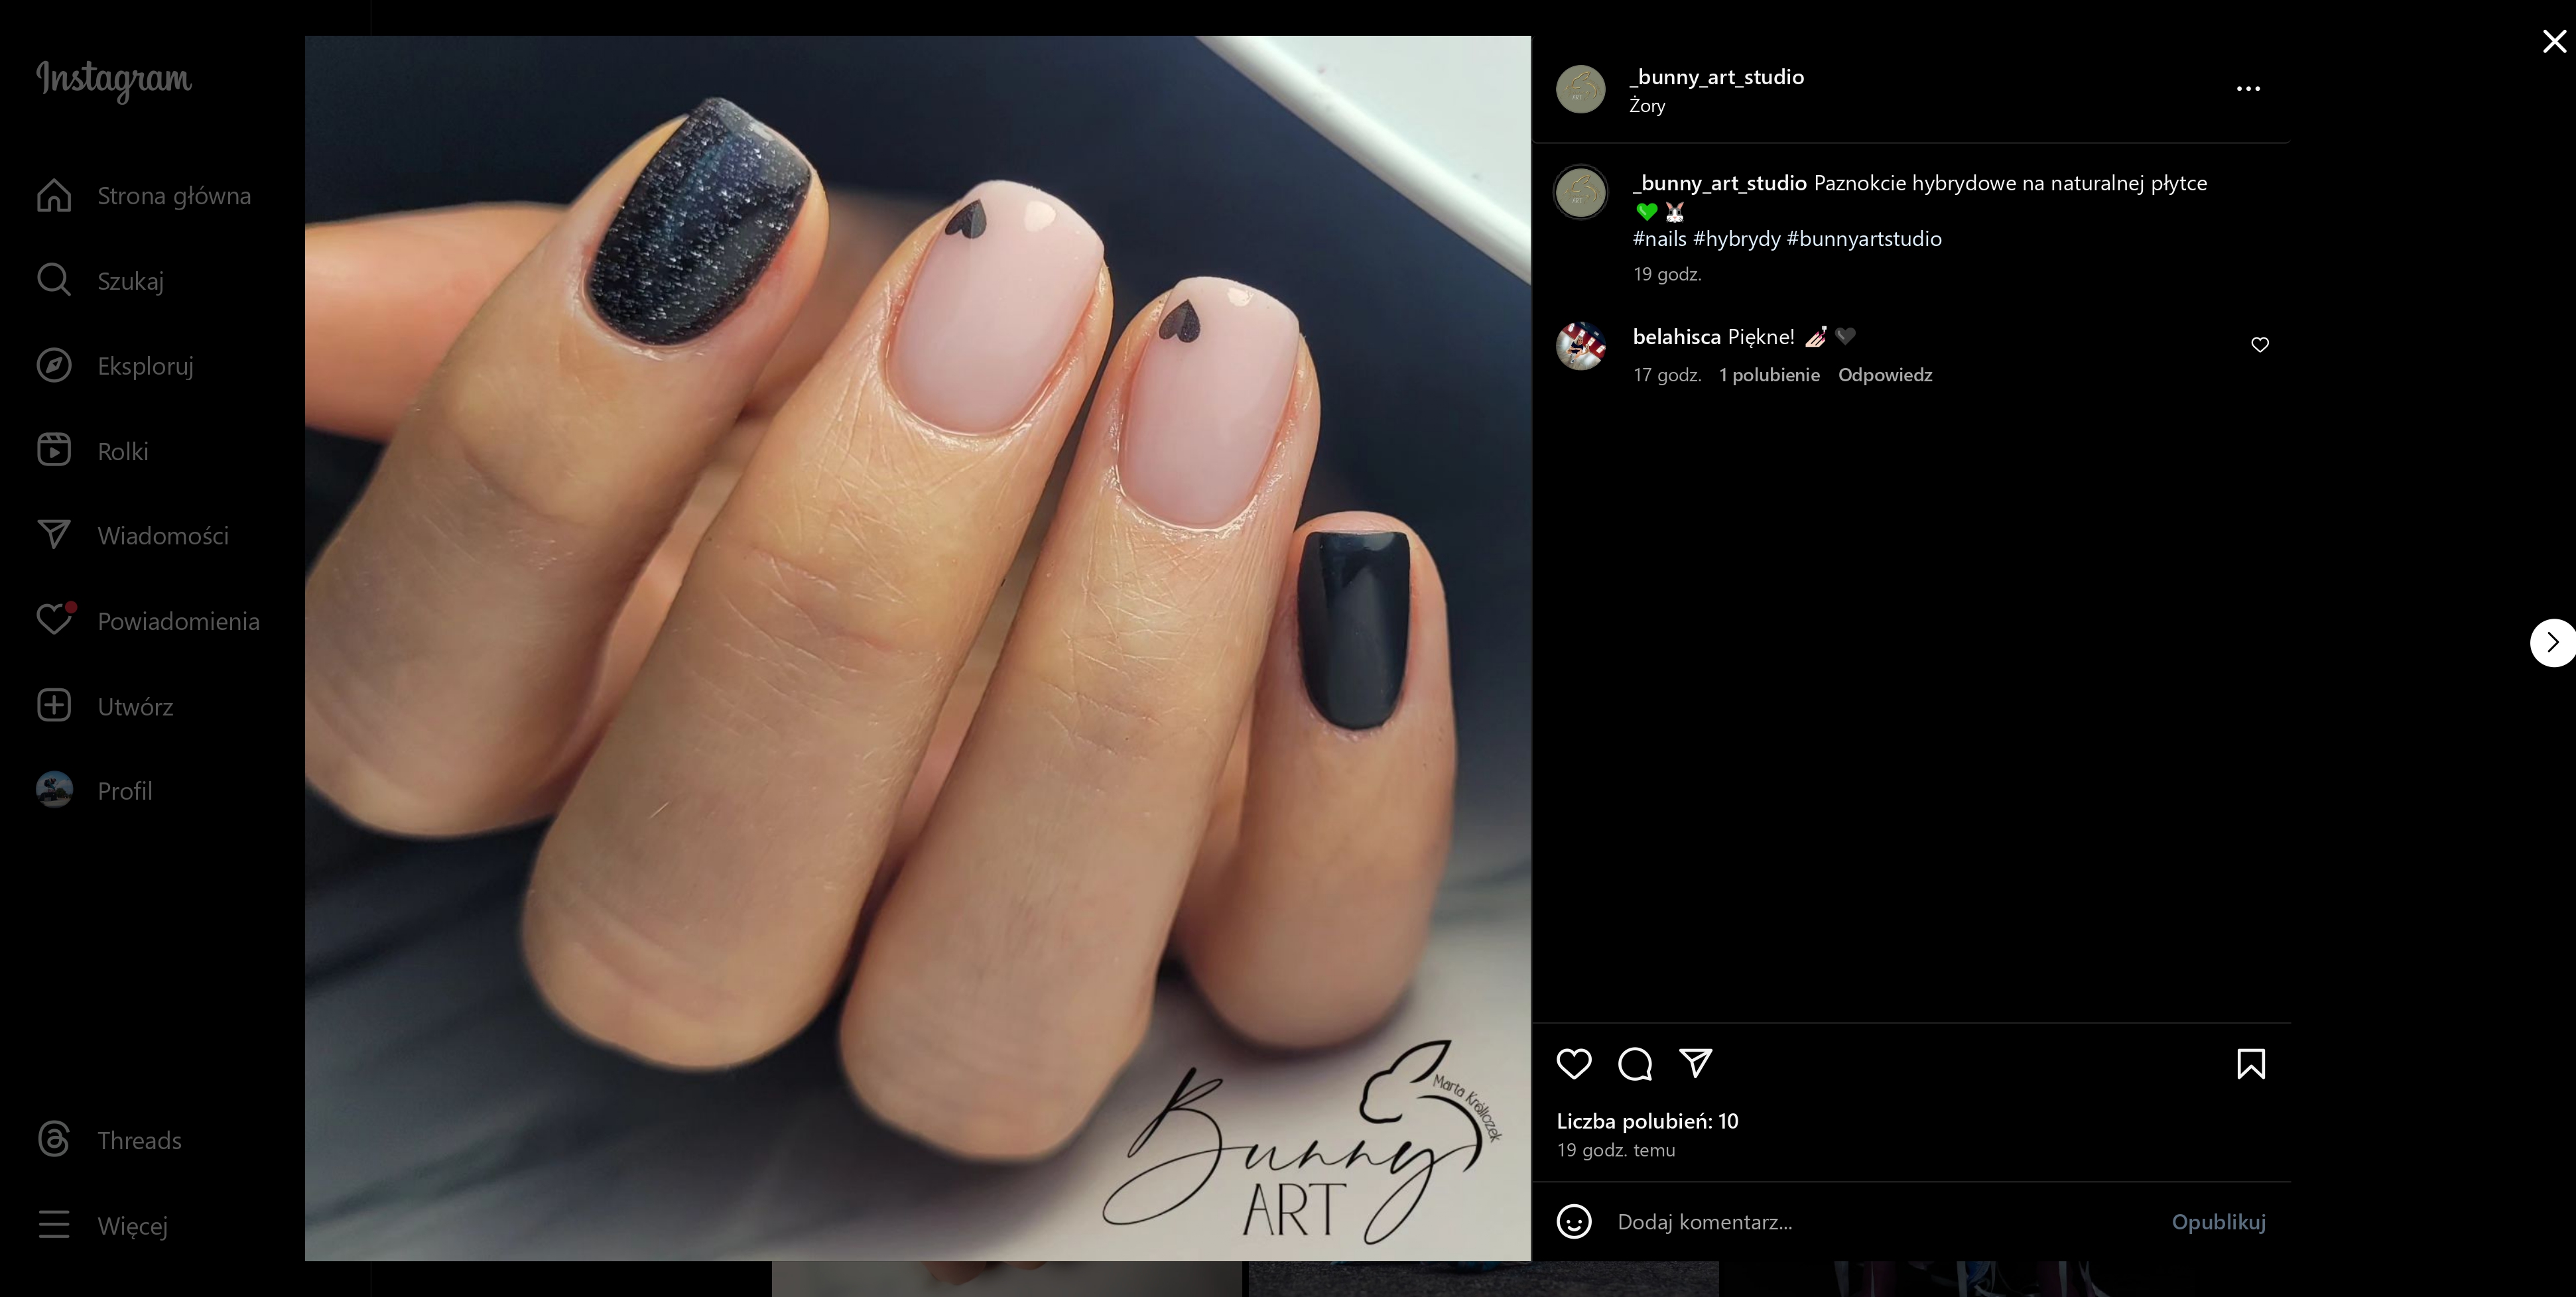 Instagram
Strona główna
Szukaj
Eksploruj
Rolki
Wiadomości
Powiadomienia
Utwórz
Profil
Threads
Więcej
Bunny
ART
Marta Króliczek
_bunny_art_studio
Żory
_bunny_art_studio Paznokcie hybrydowe na naturalnej płytce
💚🐰
#nails #hybrydy #bunnyartstudio
19 godz.
belahisca Piękne! 💅🏻🖤
17 godz. 1 polubienie Odpowiedz
Liczba polubień: 10
19 godz. temu
Dodaj komentarz...
Opublikuj